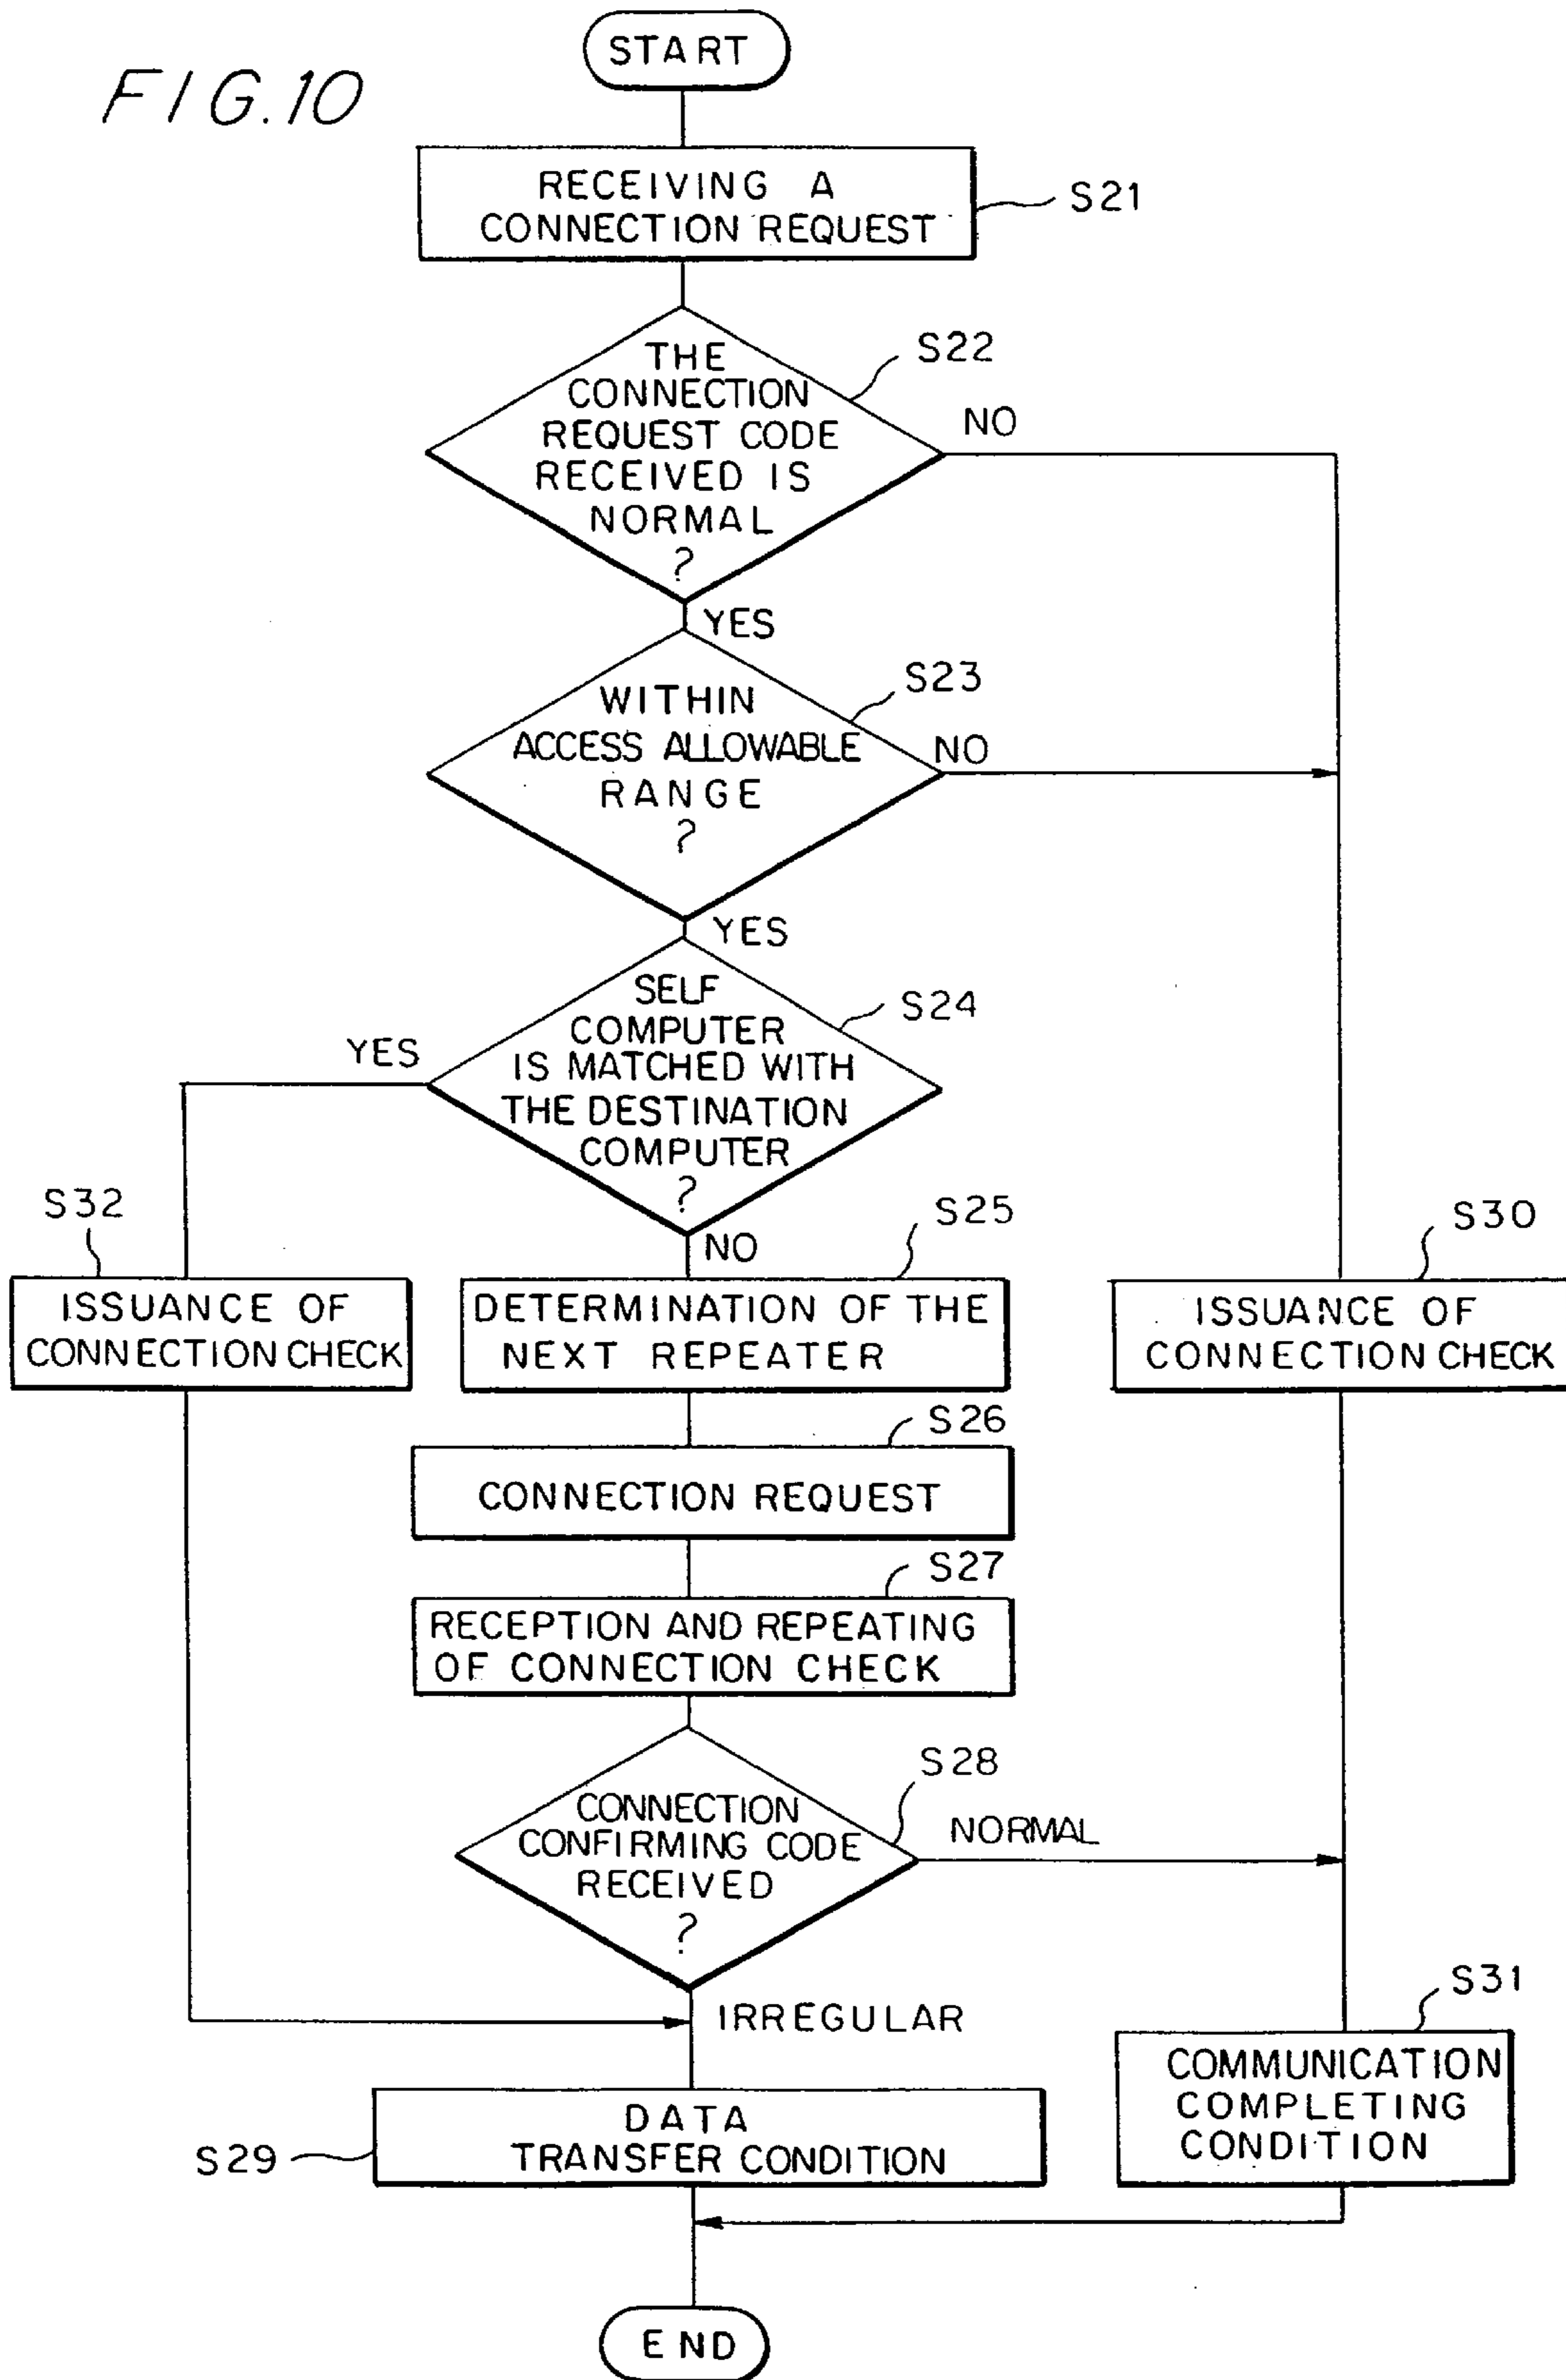 FIG.10
START
RECEIVING A
CONNECTION REQUEST
S21
THE
CONNECTION
REQUEST CODE
RECEIVED IS
NORMAL
?
S22
NO
YES
WITHIN
ACCESS ALLOWABLE
RANGE
?
S23
NO
YES
SELF
COMPUTER
IS MATCHED WITH
THE DESTINATION
COMPUTER
?
S24
YES
NO
S32
ISSUANCE OF
CONNECTION CHECK
S25
DETERMINATION OF THE
NEXT REPEATER
S30
ISSUANCE OF
CONNECTION CHECK
S26
CONNECTION REQUEST
S27
RECEPTION AND REPEATING
OF CONNECTION CHECK
S28
CONNECTION
CONFIRMING CODE
RECEIVED
?
NORMAL
IRREGULAR
S31
COMMUNICATION
COMPLETING
CONDITION
S29
DATA
TRANSFER CONDITION
END